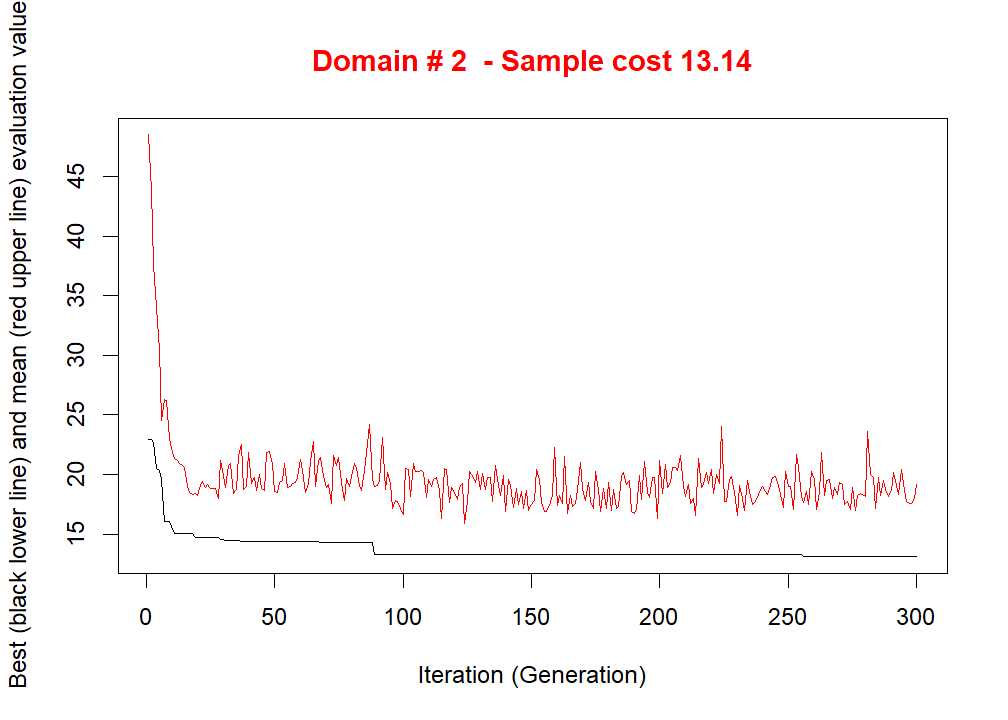 Domain # 2  - Sample cost 13.14
Best (black lower line) and mean (red upper line) evaluation value
45
40
35
30
25
20
15
0 50 100 150 200 250 300
Iteration (Generation)